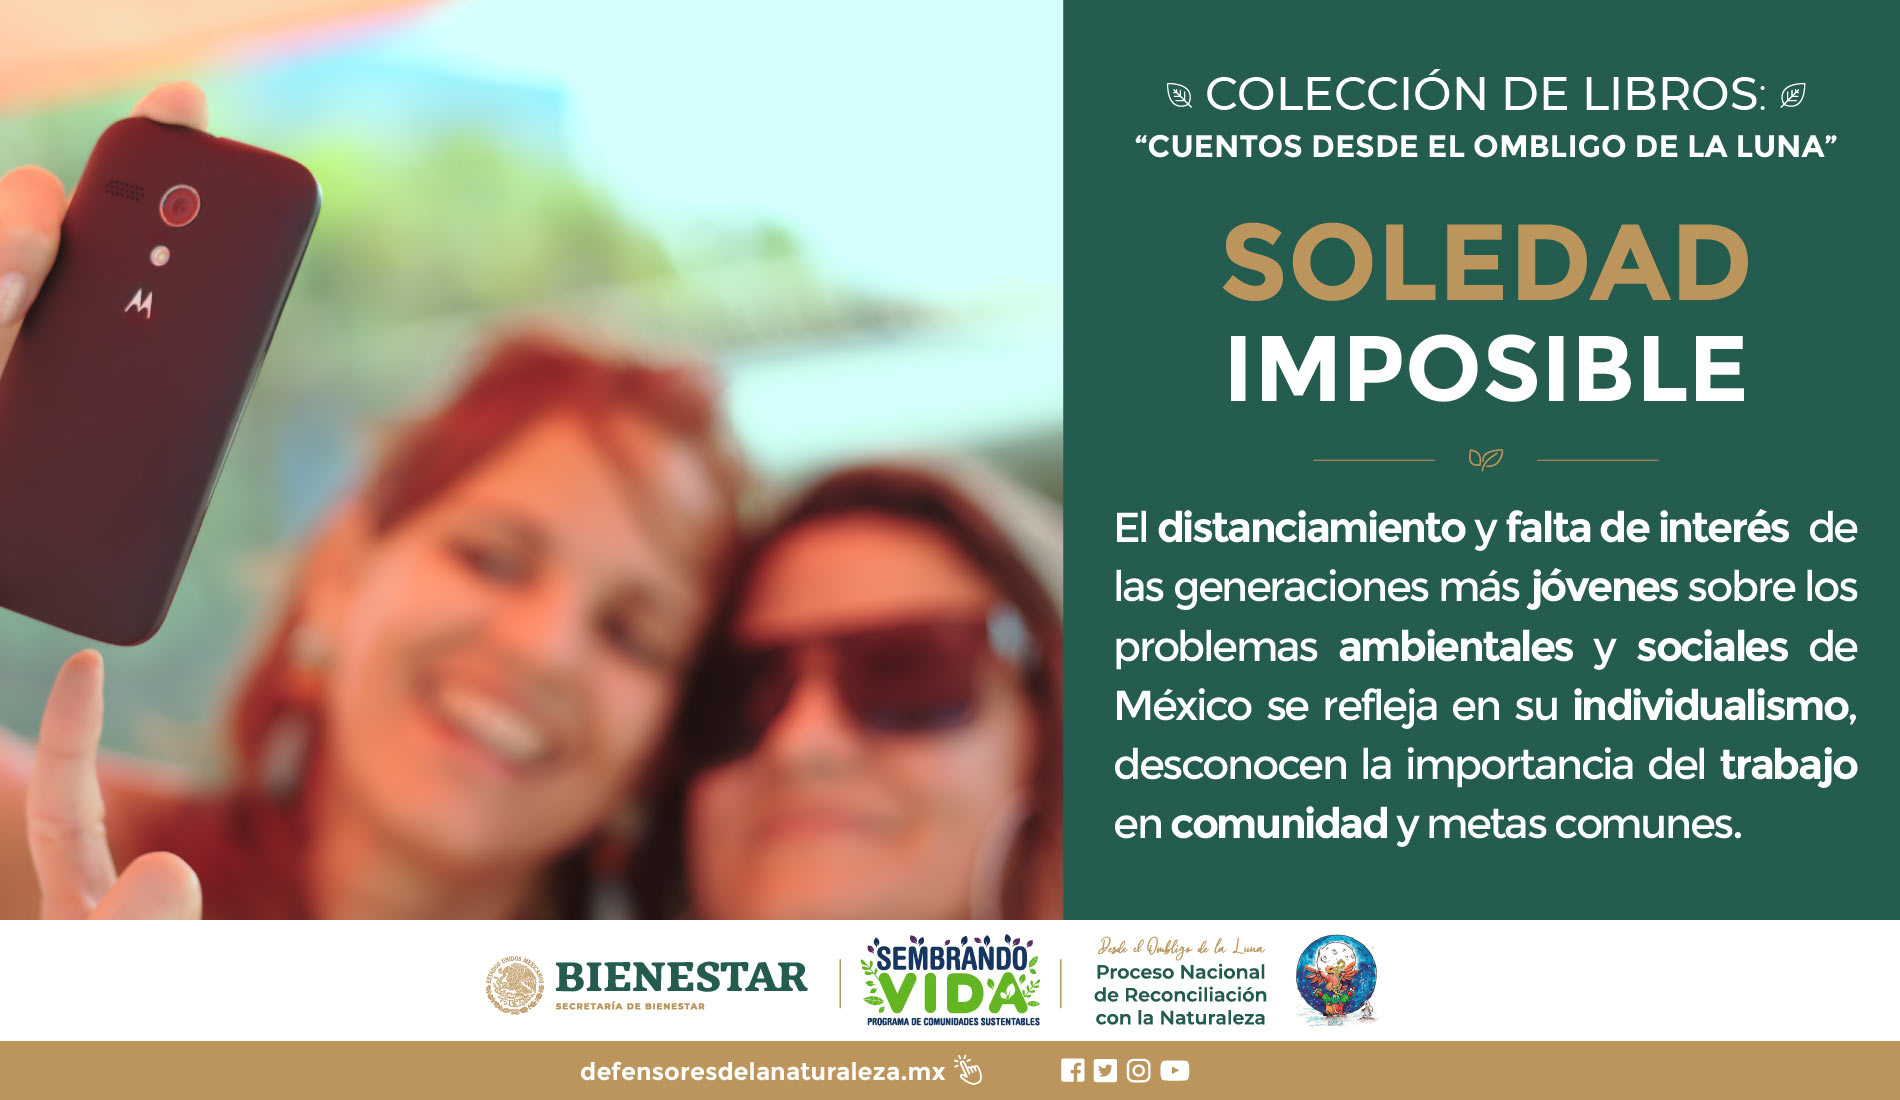 COLECCIÓN DE LIBROS:
“CUENTOS DESDE EL OMBLIGO DE LA LUNA”
SOLEDAD
IMPOSIBLE
El distanciamiento y falta de interés de
las generaciones más jóvenes sobre los
problemas ambientales y sociales de
México se refleja en su individualismo,
desconocen la importancia del trabajo
en comunidad y metas comunes.
ESTADOS UNIDOS MEXICANOS
BIENESTAR
SECRETARÍA DE BIENESTAR
SEMBRANDO
VIDA
PROGRAMA DE COMUNIDADES SUSTENTABLES
Desde el Ombligo de la Luna
Proceso Nacional
de Reconciliación
con la Naturaleza
defensoresdelanaturaleza.mx